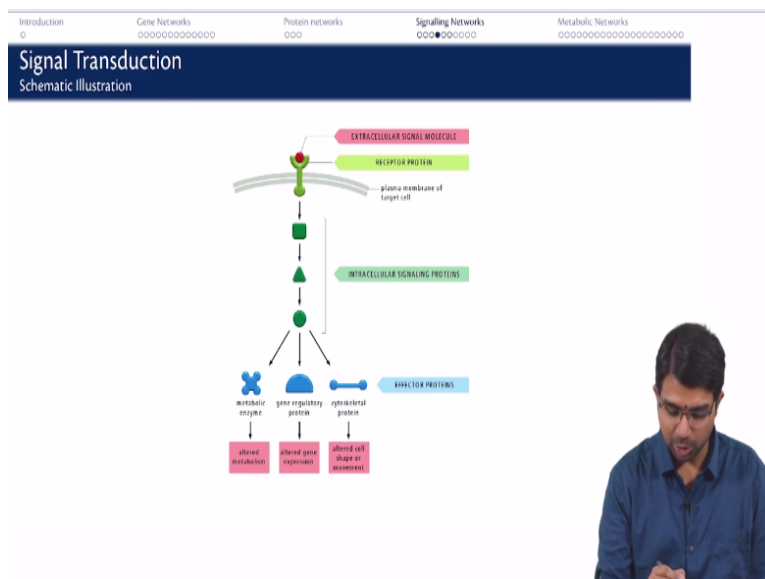 Introduction
Gene Networks
Protein networks
Signalling Networks
Metabolic Networks
Signal Transduction
Schematic Illustration
EXTRACELLULAR SIGNAL MOLECULE
RECEPTOR PROTEIN
plasma membrane of
target cell
INTRACELLULAR SIGNALING PROTEINS
EFFECTOR PROTEINS
metabolic
enzyme
gene regulatory
protein
cytoskeletal
protein
altered
metabolism
altered gene
expression
altered cell
shape or
movement